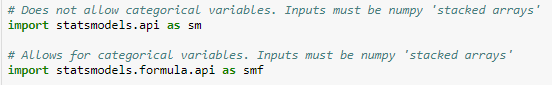 # Does not allow categorical variables. Inputs must be numpy 'stacked arrays'
import statsmodels.api as sm
# Allows for categorical variables. Inputs must be numpy 'stacked arrays'
import statsmodels.formula.api as smf